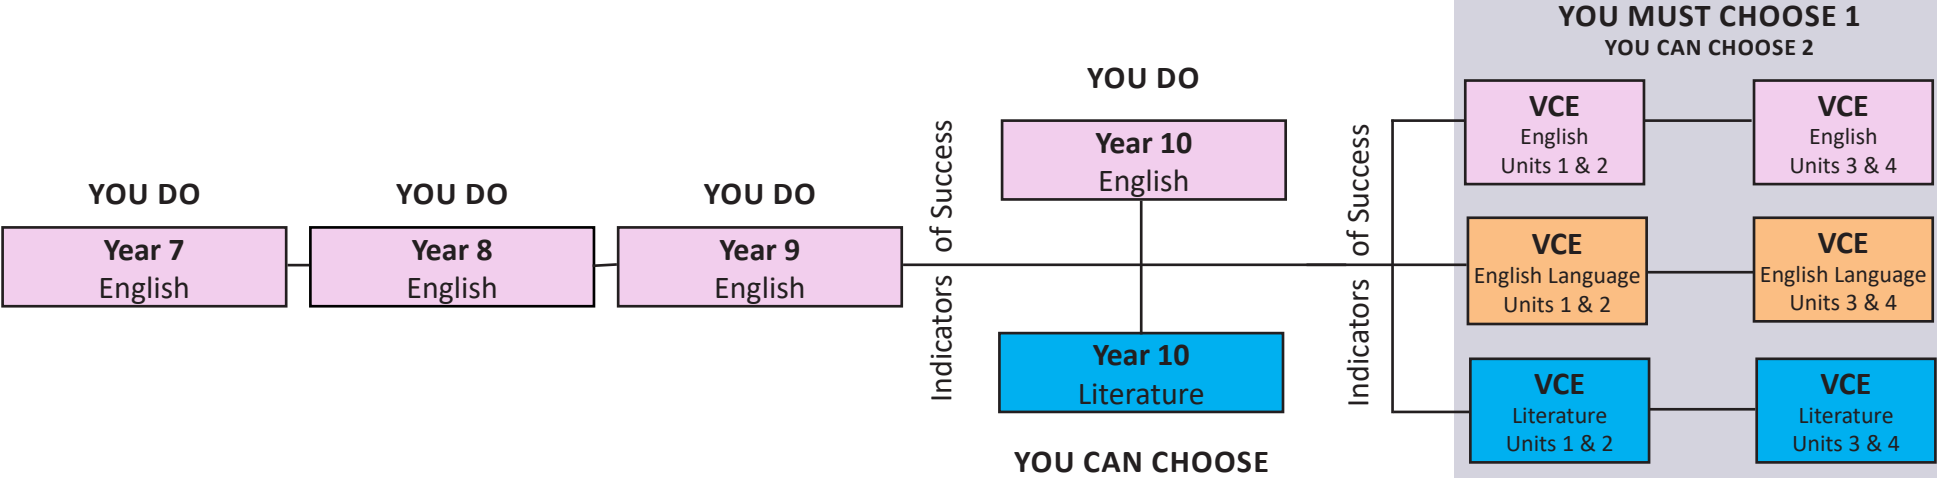 YOU DO
Year 7
English
YOU DO
Year 8
English
YOU DO
Year 9
English
Indicators of Success
YOU DO
Year 10
English
Year 10
Literature
YOU CAN CHOOSE
Indicators of Success
YOU MUST CHOOSE 1
YOU CAN CHOOSE 2
VCE
English
Units 1 & 2
VCE
English
Units 3 & 4
VCE
English Language
Units 1 & 2
VCE
English Language
Units 3 & 4
VCE
Literature
Units 1 & 2
VCE
Literature
Units 3 & 4